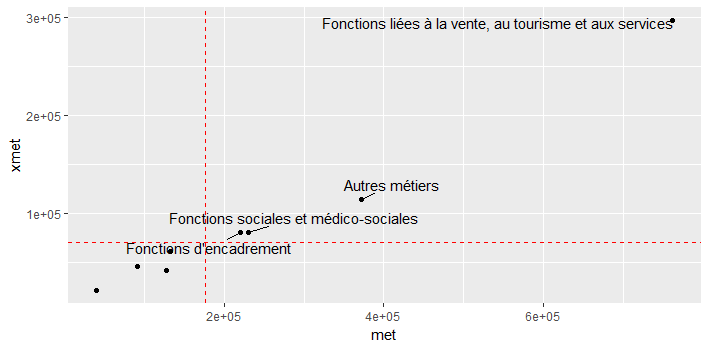 3e+05
Fonctions liées à la vente, au tourisme et aux services
2e+05
xmet
Autres métiers
1e+05
Fonctions sociales et médico-sociales
Fonctions d'encadrement
2e+05
4e+05
6e+05
met